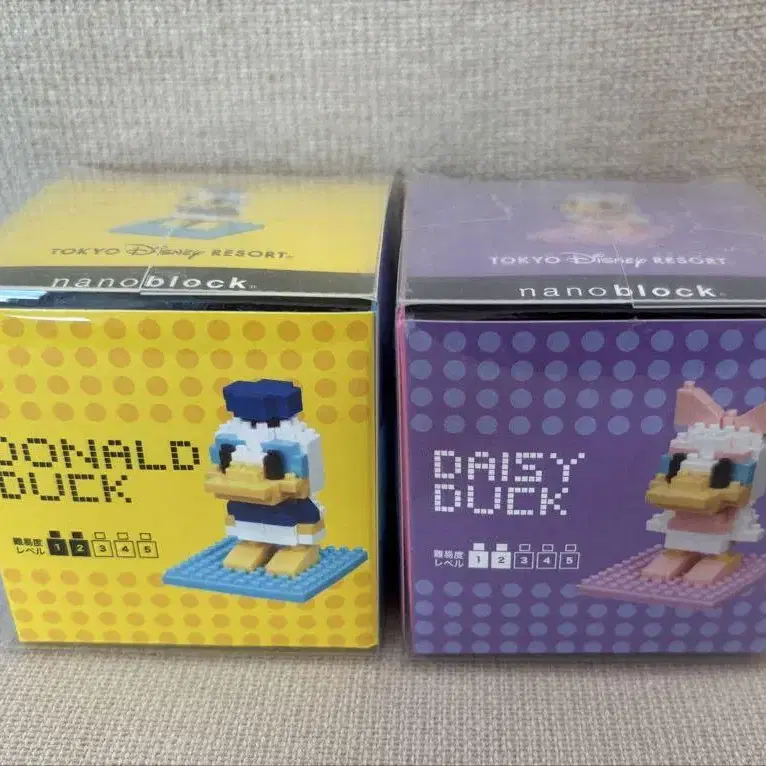 TOKYO Disney RESORT
nanoblock
DONALD
DUCK
難易度
レベル 1 2 3 4 5
TOKYO Disney RESORT
nanoblock
DAISY
DUCK
難易度
レベル 1 2 3 4 5